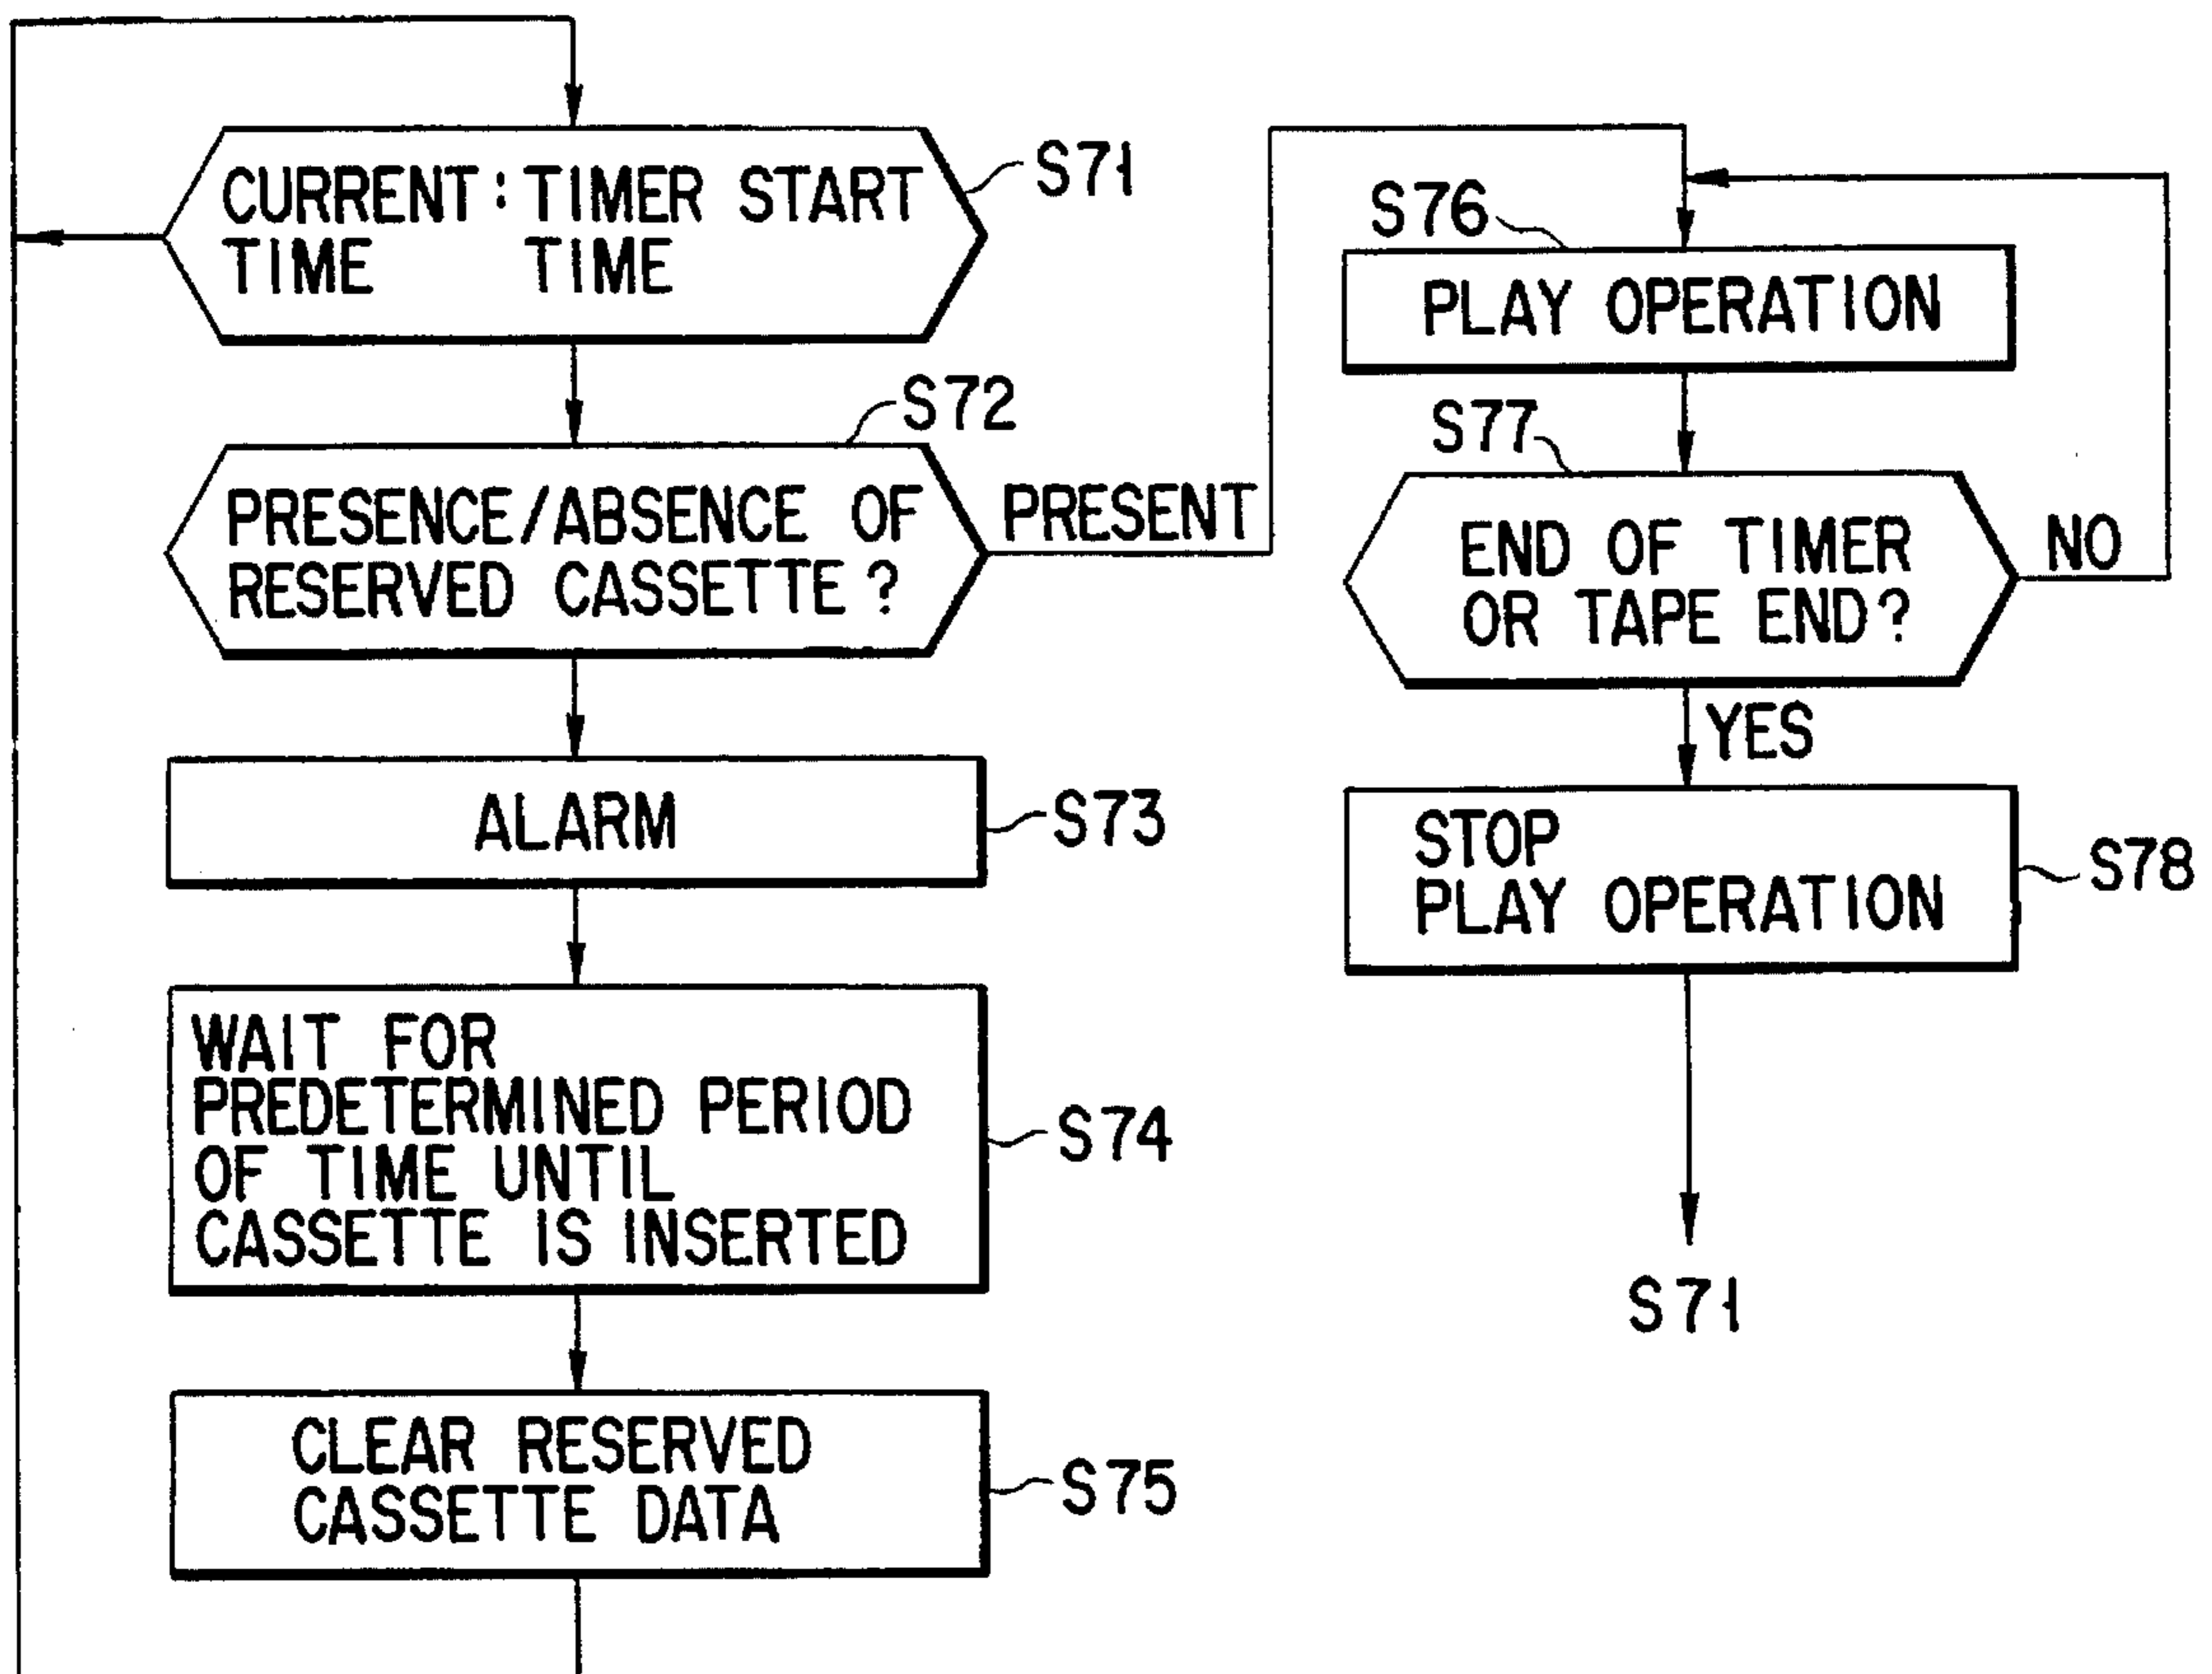 CURRENT : TIMER START
TIME TIME
S71
S72
PRESENCE/ABSENCE OF
RESERVED CASSETTE ?
PRESENT
ALARM
S73
WAIT FOR
PREDETERMINED PERIOD
OF TIME UNTIL
CASSETTE IS INSERTED
S74
CLEAR RESERVED
CASSETTE DATA
S75
S76
PLAY OPERATION
S77
END OF TIMER
OR TAPE END ?
NO
YES
STOP
PLAY OPERATION
S78
S71